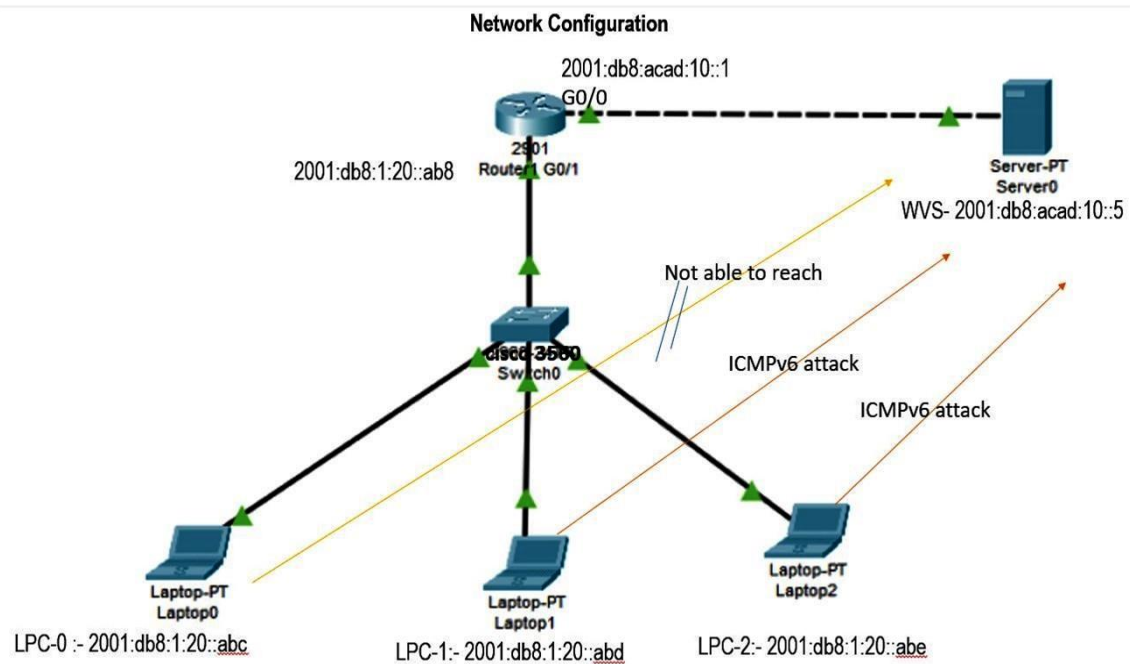 Network Configuration
2001:db8:acad:10::1
G0/0
2901
Router1 G0/1
2001:db8:1:20::ab8
Server-PT
Server0
WVS- 2001:db8:acad:10::5
Not able to reach
cisco-3560
Switch0
ICMPv6 attack
ICMPv6 attack
Laptop-PT
Laptop0
LPC-0 :- 2001:db8:1:20::abc
Laptop-PT
Laptop1
LPC-1:- 2001:db8:1:20::abd
Laptop-PT
Laptop2
LPC-2:- 2001:db8:1:20::abe